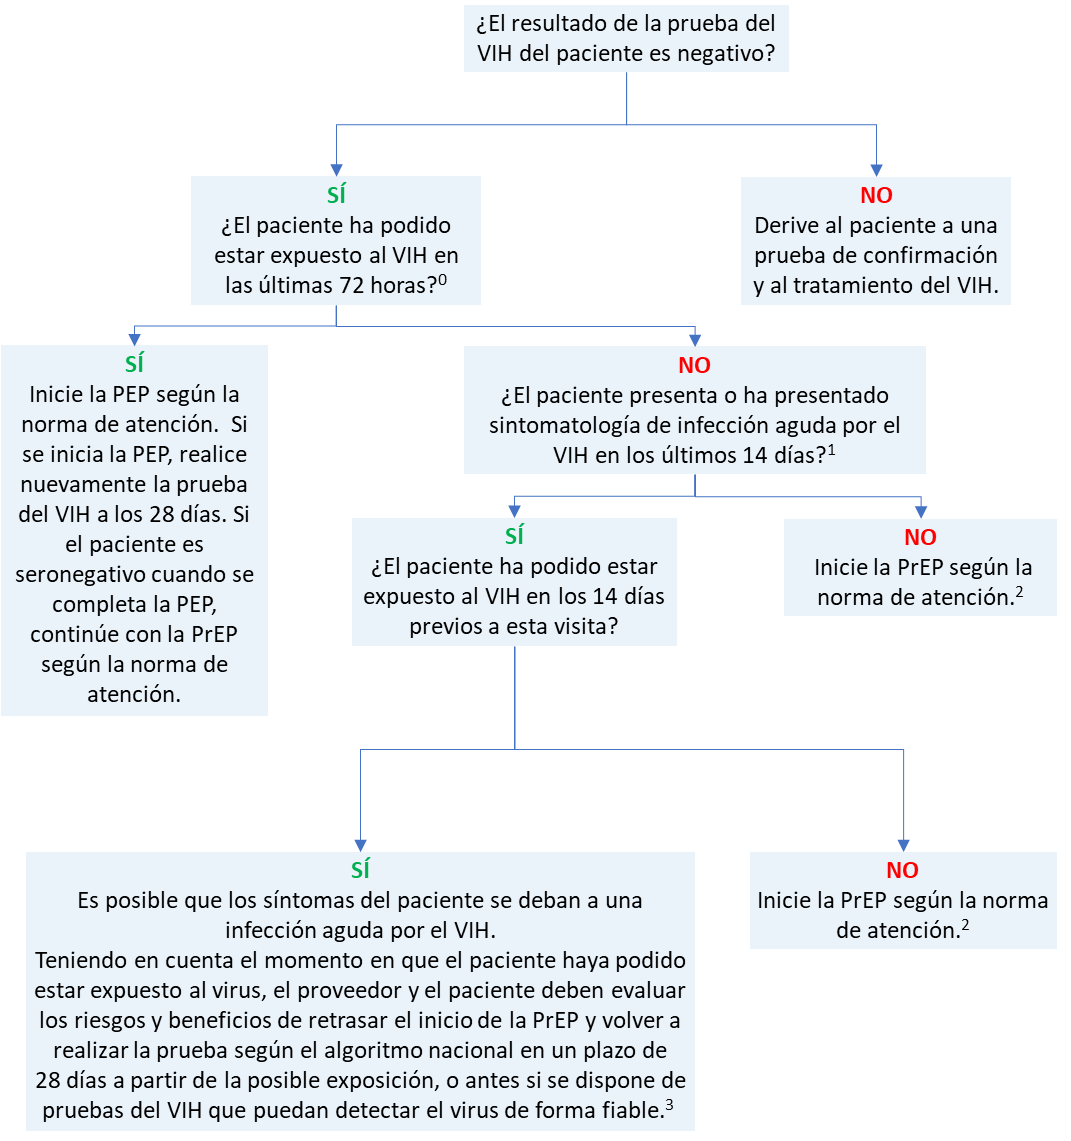 ¿El resultado de la prueba del
VIH del paciente es negativo?
SÍ
¿El paciente ha podido
estar expuesto al VIH en
las últimas 72 horas?⁰
NO
Derive al paciente a una
prueba de confirmación
y al tratamiento del VIH.
SÍ
Inicie la PEP según la
norma de atención.  Si
se inicia la PEP, realice
nuevamente la prueba
del VIH a los 28 días. Si
el paciente es
seronegativo cuando se
completa la PEP,
continúe con la PrEP
según la norma de
atención.
NO
¿El paciente presenta o ha presentado
sintomatología de infección aguda por el
VIH en los últimos 14 días?¹
SÍ
¿El paciente ha podido estar
expuesto al VIH en los 14 días
previos a esta visita?
NO
Inicie la PrEP según la
norma de atención.²
SÍ
Es posible que los síntomas del paciente se deban a una
infección aguda por el VIH.
Teniendo en cuenta el momento en que el paciente haya podido
estar expuesto al virus, el proveedor y el paciente deben evaluar
los riesgos y beneficios de retrasar el inicio de la PrEP y volver a
realizar la prueba según el algoritmo nacional en un plazo de
28 días a partir de la posible exposición, o antes si se dispone de
pruebas del VIH que puedan detectar el virus de forma fiable.³
NO
Inicie la PrEP según la norma
de atención.²